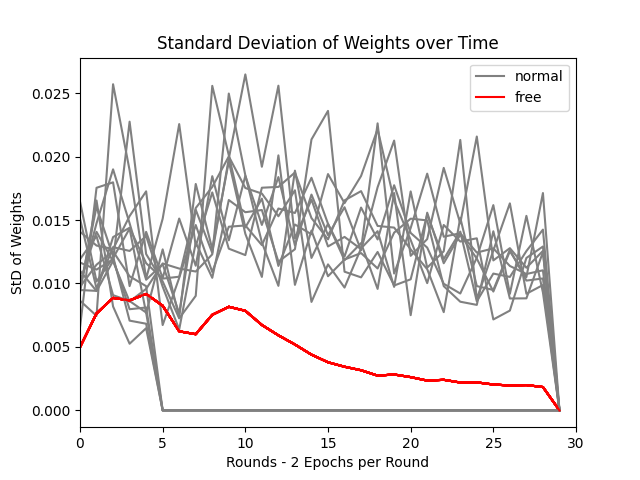 Standard Deviation of Weights over Time
normal
free
StD of Weights
0.025
0.020
0.015
0.010
0.005
0.000
0 5 10 15 20 25 30
Rounds - 2 Epochs per Round